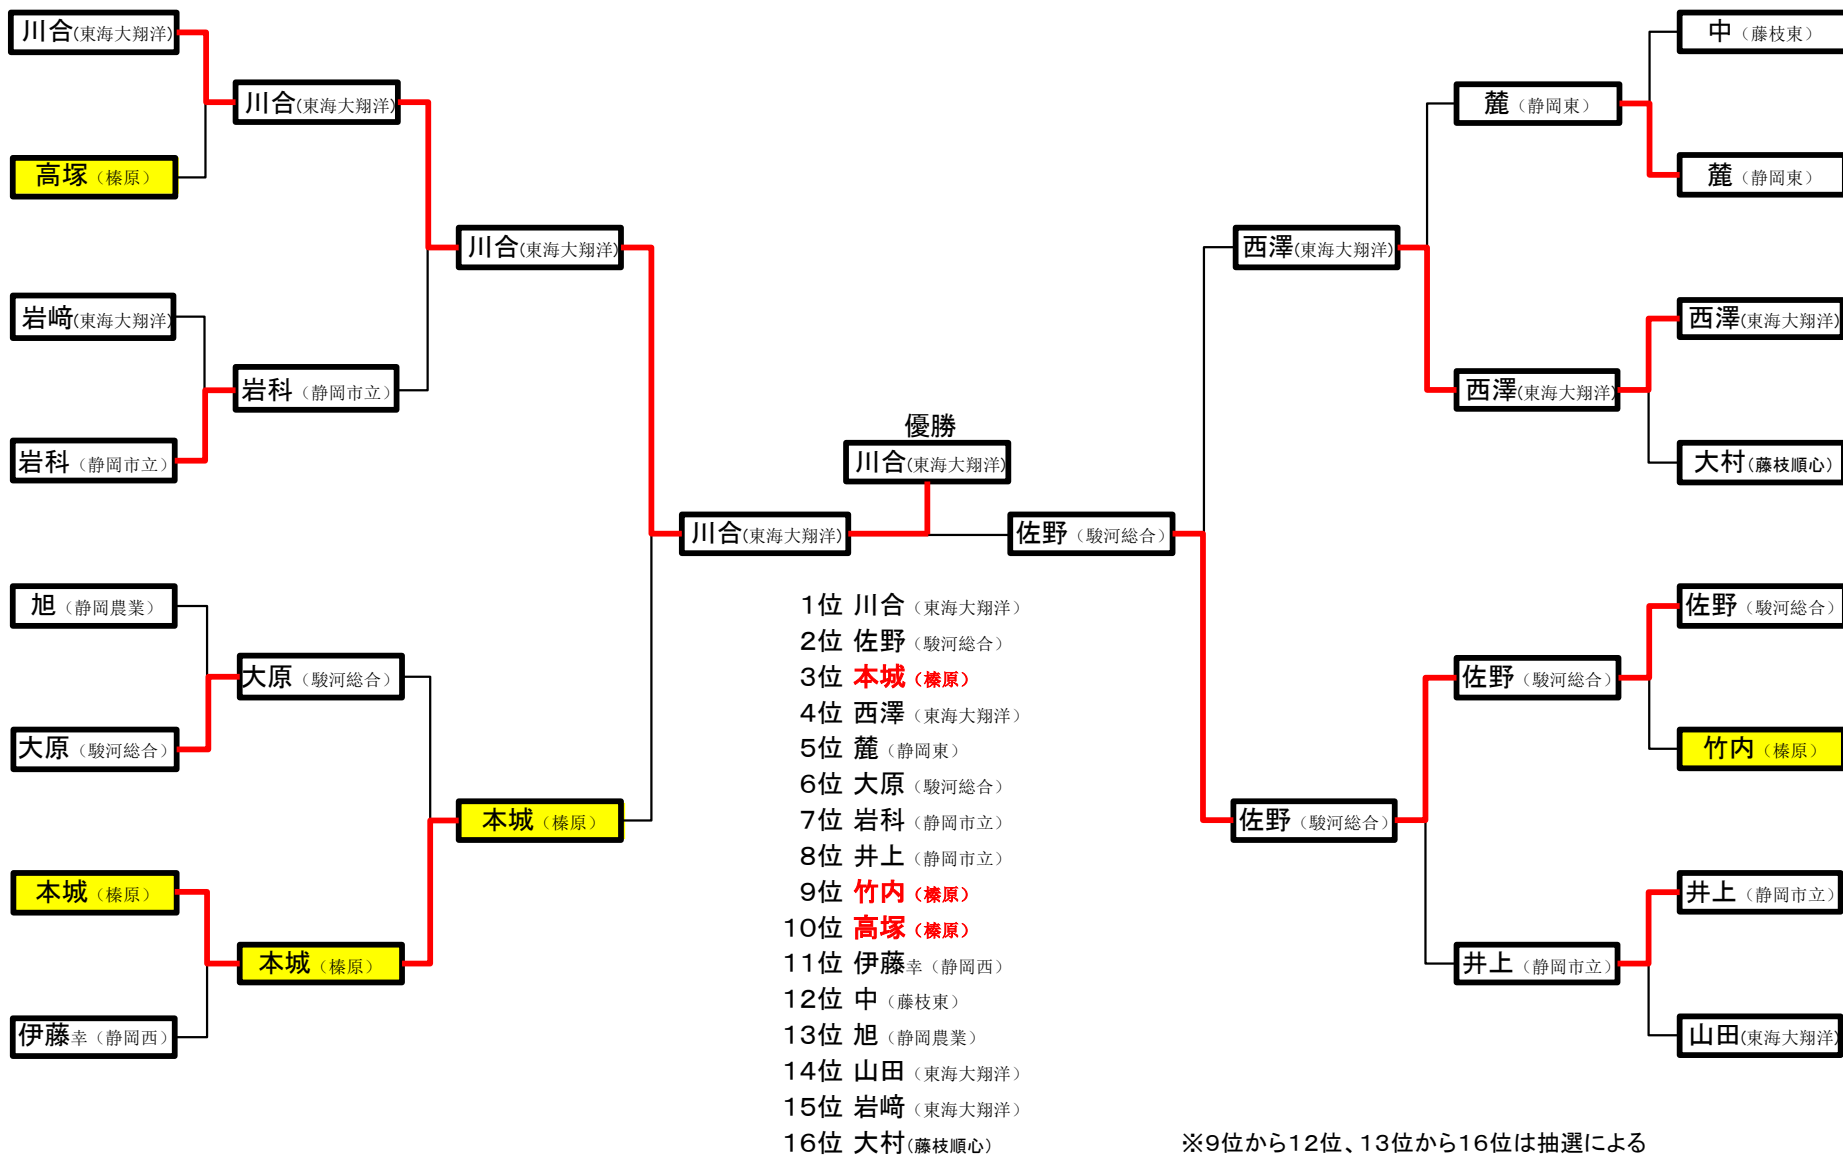 川合(東海大翔洋)
高塚（榛原）
岩﨑(東海大翔洋)
岩科（静岡市立）
旭（静岡農業）
大原（駿河総合）
本城（榛原）
伊藤幸（静岡西）
川合(東海大翔洋)
岩科（静岡市立）
大原（駿河総合）
本城（榛原）
川合(東海大翔洋)
本城（榛原）
川合(東海大翔洋)
優勝
川合(東海大翔洋)
佐野（駿河総合）
西澤(東海大翔洋)
佐野（駿河総合）
麓（静岡東）
西澤(東海大翔洋)
佐野（駿河総合）
井上（静岡市立）
中（藤枝東）
麓（静岡東）
西澤(東海大翔洋)
大村(藤枝順心)
佐野（駿河総合）
竹内（榛原）
井上（静岡市立）
山田(東海大翔洋)
1位 川合（東海大翔洋）
2位 佐野（駿河総合）
3位 本城（榛原）
4位 西澤（東海大翔洋）
5位 麓（静岡東）
6位 大原（駿河総合）
7位 岩科（静岡市立）
8位 井上（静岡市立）
9位 竹内（榛原）
10位 高塚（榛原）
11位 伊藤幸（静岡西）
12位 中（藤枝東）
13位 旭（静岡農業）
14位 山田（東海大翔洋）
15位 岩﨑（東海大翔洋）
16位 大村(藤枝順心)
※9位から12位、13位から16位は抽選による